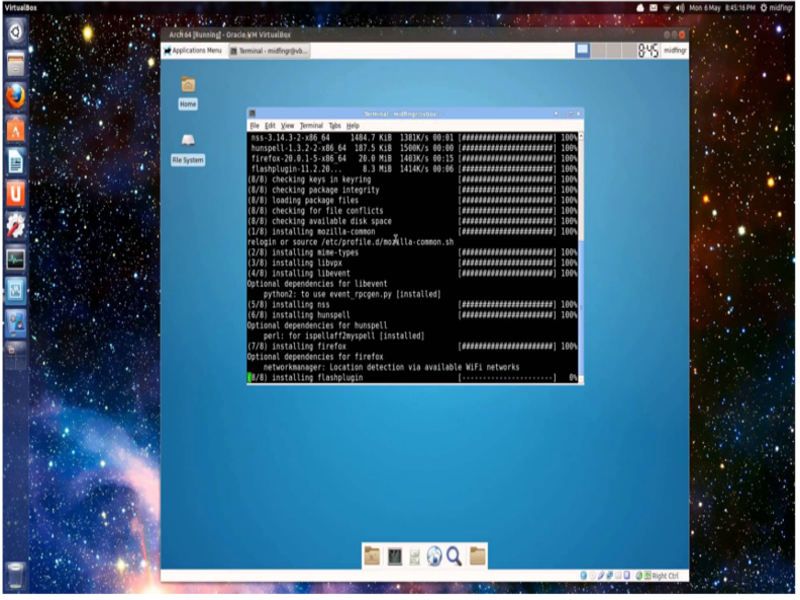 VirtualBox
Mon 6 May 8:45:16 PM midfingr
Arch 64 [Running] - Oracle VM VirtualBox
Applications Menu
Terminal - midfingr@vb...
8:45
midfingr
Home
File System
Terminal - midfingr@vbox:~
File Edit View Terminal Tabs Help
nss-3.14.3-2-x86_64 1484.7 KiB 1381K/s 00:01 [######################] 100%
hunspell-1.3.2-2-x86_64 187.5 KiB 1500K/s 00:00 [######################] 100%
firefox-20.0.1-5-x86_64 20.0 MiB 1403K/s 00:15 [######################] 100%
flashplugin-11.2.20... 8.3 MiB 1414K/s 00:06 [######################] 100%
(8/8) checking keys in keyring [######################] 100%
(8/8) checking package integrity [######################] 100%
(8/8) loading package files [######################] 100%
(8/8) checking for file conflicts [######################] 100%
(8/8) checking available disk space [######################] 100%
(1/8) installing mozilla-common [######################] 100%
relogin or source /etc/profile.d/mozilla-common.sh
(2/8) installing mime-types [######################] 100%
(3/8) installing libvpx [######################] 100%
(4/8) installing libevent [######################] 100%
Optional dependencies for libevent
python2: to use event_rpcgen.py [installed]
(5/8) installing nss [######################] 100%
(6/8) installing hunspell [######################] 100%
Optional dependencies for hunspell
perl: for ispellaff2myspell [installed]
(7/8) installing firefox [######################] 100%
Optional dependencies for firefox
networkmanager: Location detection via available WiFi networks
(8/8) installing flashplugin [----------------------] 0%
Right Ctrl